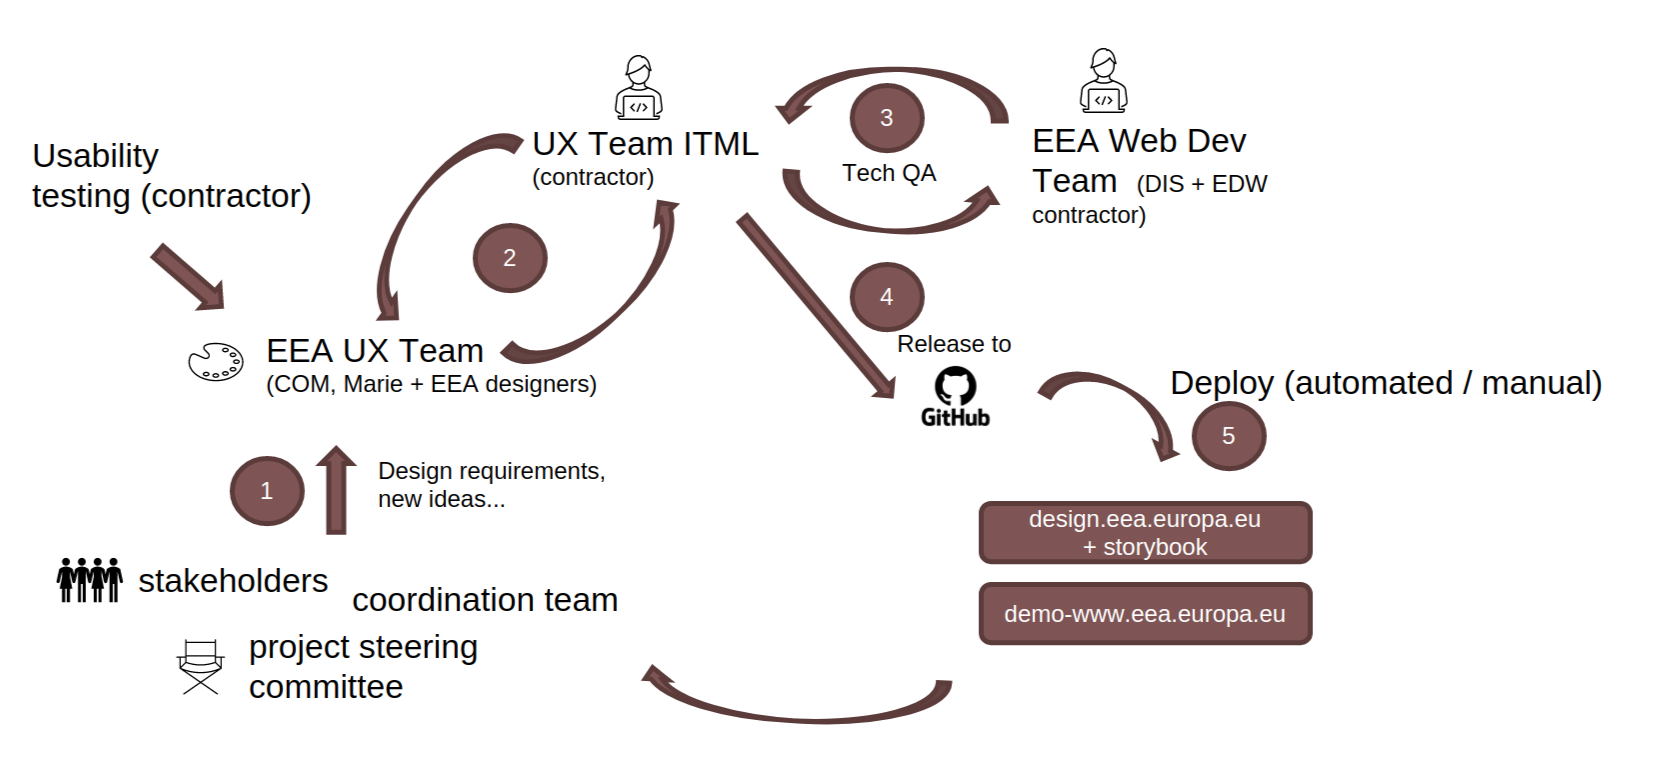 Usability
testing (contractor)
UX Team ITML
(contractor)
3
Tech QA
EEA Web Dev
Team (DIS + EDW
contractor)
2
4
Release to
GitHub
EEA UX Team
(COM, Marie + EEA designers)
Deploy (automated / manual)
5
1
Design requirements,
new ideas...
design.eea.europa.eu
+ storybook
demo-www.eea.europa.eu
stakeholders
coordination team
project steering
committee